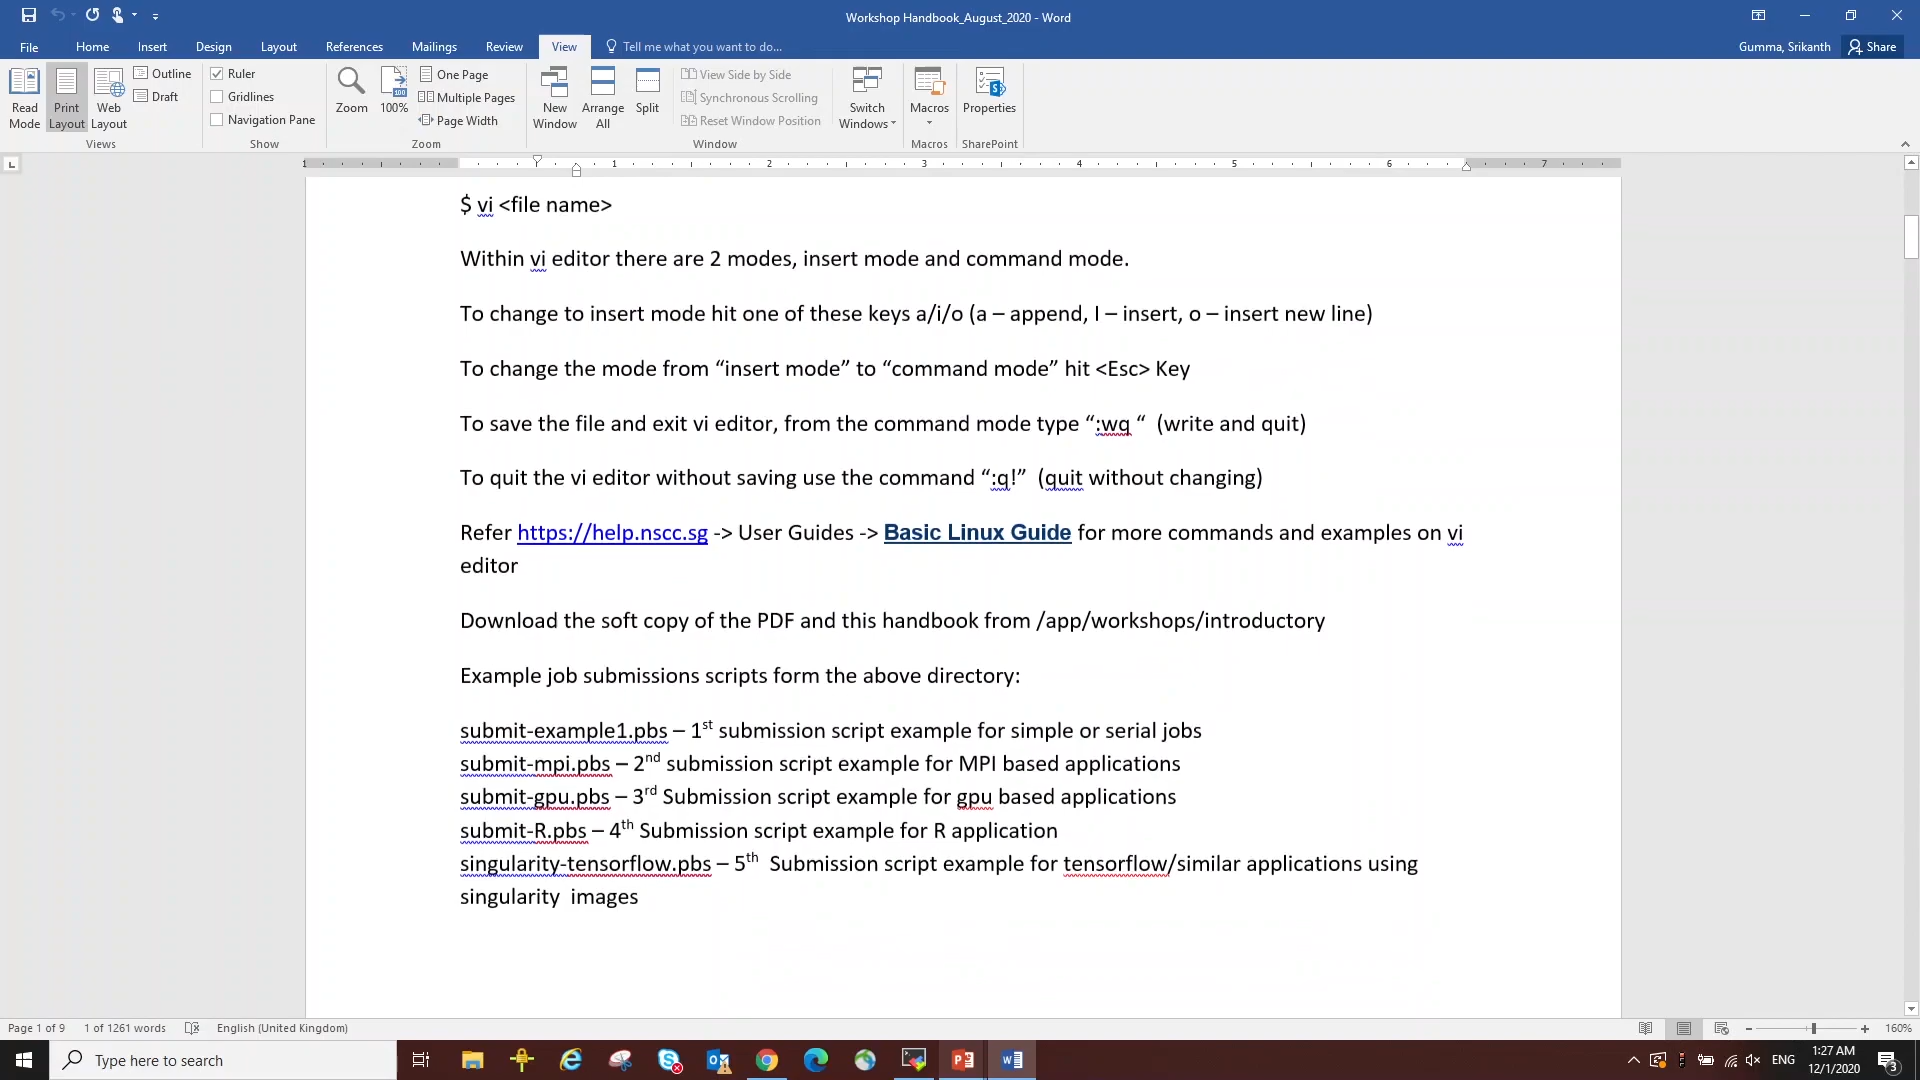 Workshop Handbook_August_2020 - Word
File Home Insert Design Layout References Mailings Review View Tell me what you want to do... Gumma, Srikanth Share
Read Mode
Print Layout
Web Layout
Outline
Draft
Views
Ruler
Gridlines
Navigation Pane
Show
Zoom
100%
One Page
Multiple Pages
Page Width
Zoom
New Window
Arrange All
Split
View Side by Side
Synchronous Scrolling
Reset Window Position
Switch Windows
Window
Macros
Macros
Properties
SharePoint
1 1 2 3 4 5 6 7
$ vi <file name>
Within vi editor there are 2 modes, insert mode and command mode.
To change to insert mode hit one of these keys a/i/o (a – append, I – insert, o – insert new line)
To change the mode from “insert mode” to “command mode” hit <Esc> Key
To save the file and exit vi editor, from the command mode type “:wq “ (write and quit)
To quit the vi editor without saving use the command “:q!” (quit without changing)
Refer https://help.nscc.sg -> User Guides -> Basic Linux Guide for more commands and examples on vi
editor
Download the soft copy of the PDF and this handbook from /app/workshops/introductory
Example job submissions scripts form the above directory:
submit-example1.pbs – 1st submission script example for simple or serial jobs
submit-mpi.pbs – 2nd submission script example for MPI based applications
submit-gpu.pbs – 3rd Submission script example for gpu based applications
submit-R.pbs – 4th Submission script example for R application
singularity-tensorflow.pbs – 5th Submission script example for tensorflow/similar applications using
singularity images
Page 1 of 9 1 of 1261 words English (United Kingdom) 160%
Type here to search
ENG
1:27 AM
12/1/2020
3